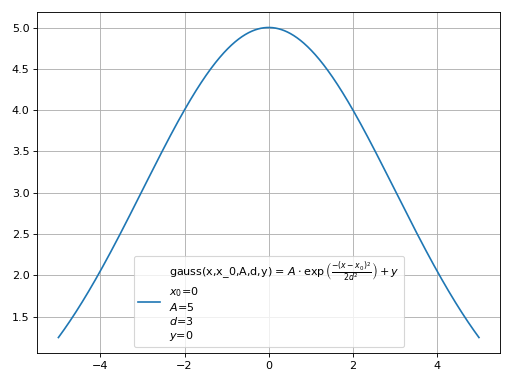 5.0
4.5
4.0
3.5
3.0
2.5
2.0
1.5
gauss(x,x_0,A,d,y) = A · exp(−(x−x₀)²/2d²) + y
x₀=0
A=5
d=3
y=0
−4 −2 0 2 4